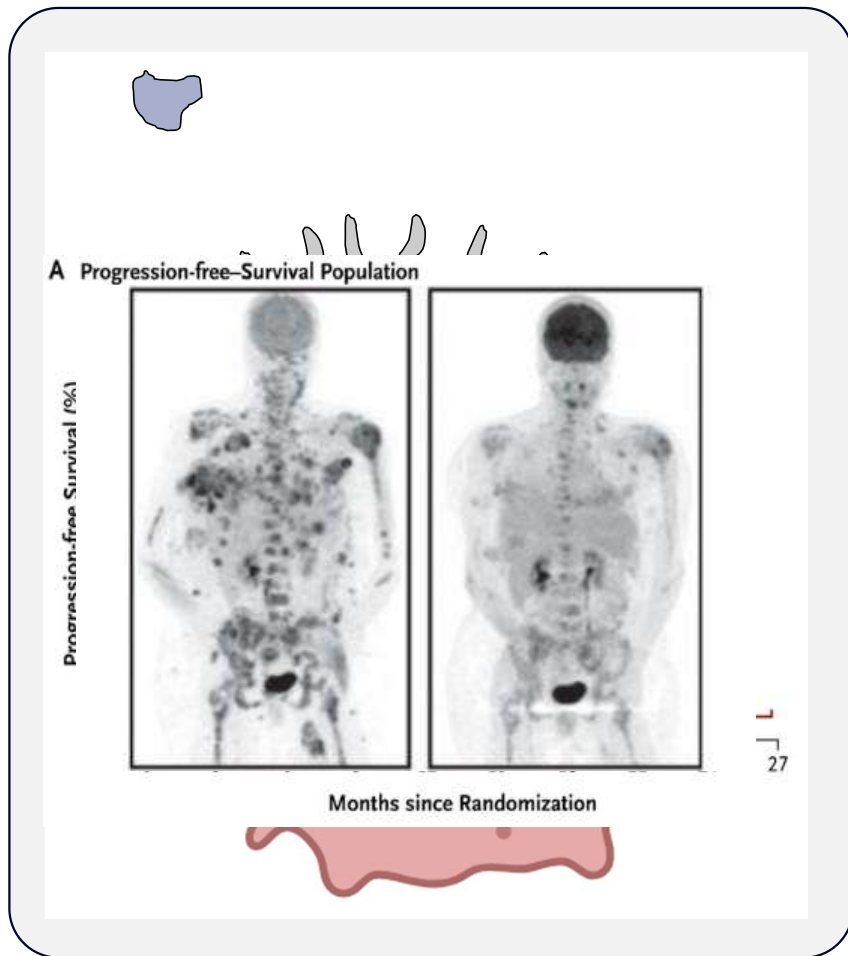 A Progression-free–Survival Population
Progression-free Survival (%)
L
27
Months since Randomization